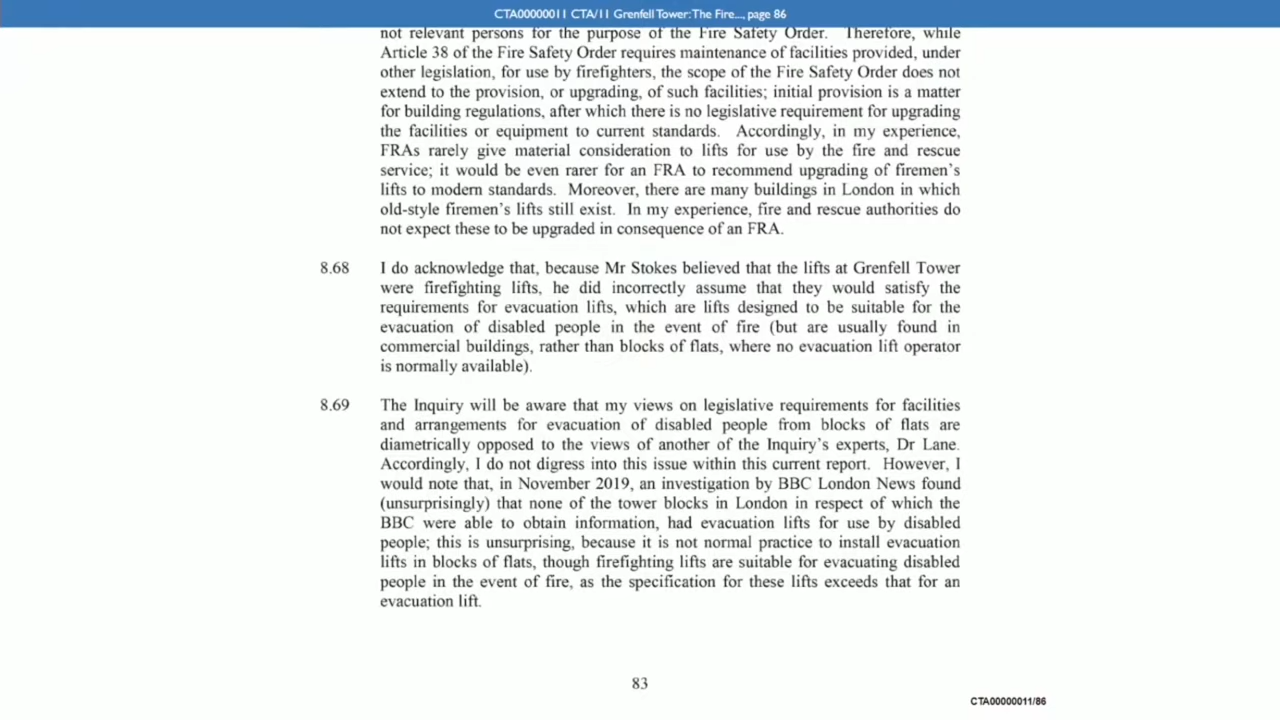 CTA00000011 CTA/11 Grenfell Tower: The Fire..., page 86
not relevant persons for the purpose of the Fire Safety Order. Therefore, while
Article 38 of the Fire Safety Order requires maintenance of facilities provided, under
other legislation, for use by firefighters, the scope of the Fire Safety Order does not
extend to the provision, or upgrading, of such facilities; initial provision is a matter
for building regulations, after which there is no legislative requirement for upgrading
the facilities or equipment to current standards. Accordingly, in my experience,
FRAs rarely give material consideration to lifts for use by the fire and rescue
service; it would be even rarer for an FRA to recommend upgrading of firemen's
lifts to modern standards. Moreover, there are many buildings in London in which
old-style firemen's lifts still exist. In my experience, fire and rescue authorities do
not expect these to be upgraded in consequence of an FRA.
8.68 I do acknowledge that, because Mr Stokes believed that the lifts at Grenfell Tower
were firefighting lifts, he did incorrectly assume that they would satisfy the
requirements for evacuation lifts, which are lifts designed to be suitable for the
evacuation of disabled people in the event of fire (but are usually found in
commercial buildings, rather than blocks of flats, where no evacuation lift operator
is normally available).
8.69 The Inquiry will be aware that my views on legislative requirements for facilities
and arrangements for evacuation of disabled people from blocks of flats are
diametrically opposed to the views of another of the Inquiry's experts, Dr Lane.
Accordingly, I do not digress into this issue within this current report. However, I
would note that, in November 2019, an investigation by BBC London News found
(unsurprisingly) that none of the tower blocks in London in respect of which the
BBC were able to obtain information, had evacuation lifts for use by disabled
people; this is unsurprising, because it is not normal practice to install evacuation
lifts in blocks of flats, though firefighting lifts are suitable for evacuating disabled
people in the event of fire, as the specification for these lifts exceeds that for an
evacuation lift.
83
CTA00000011/86